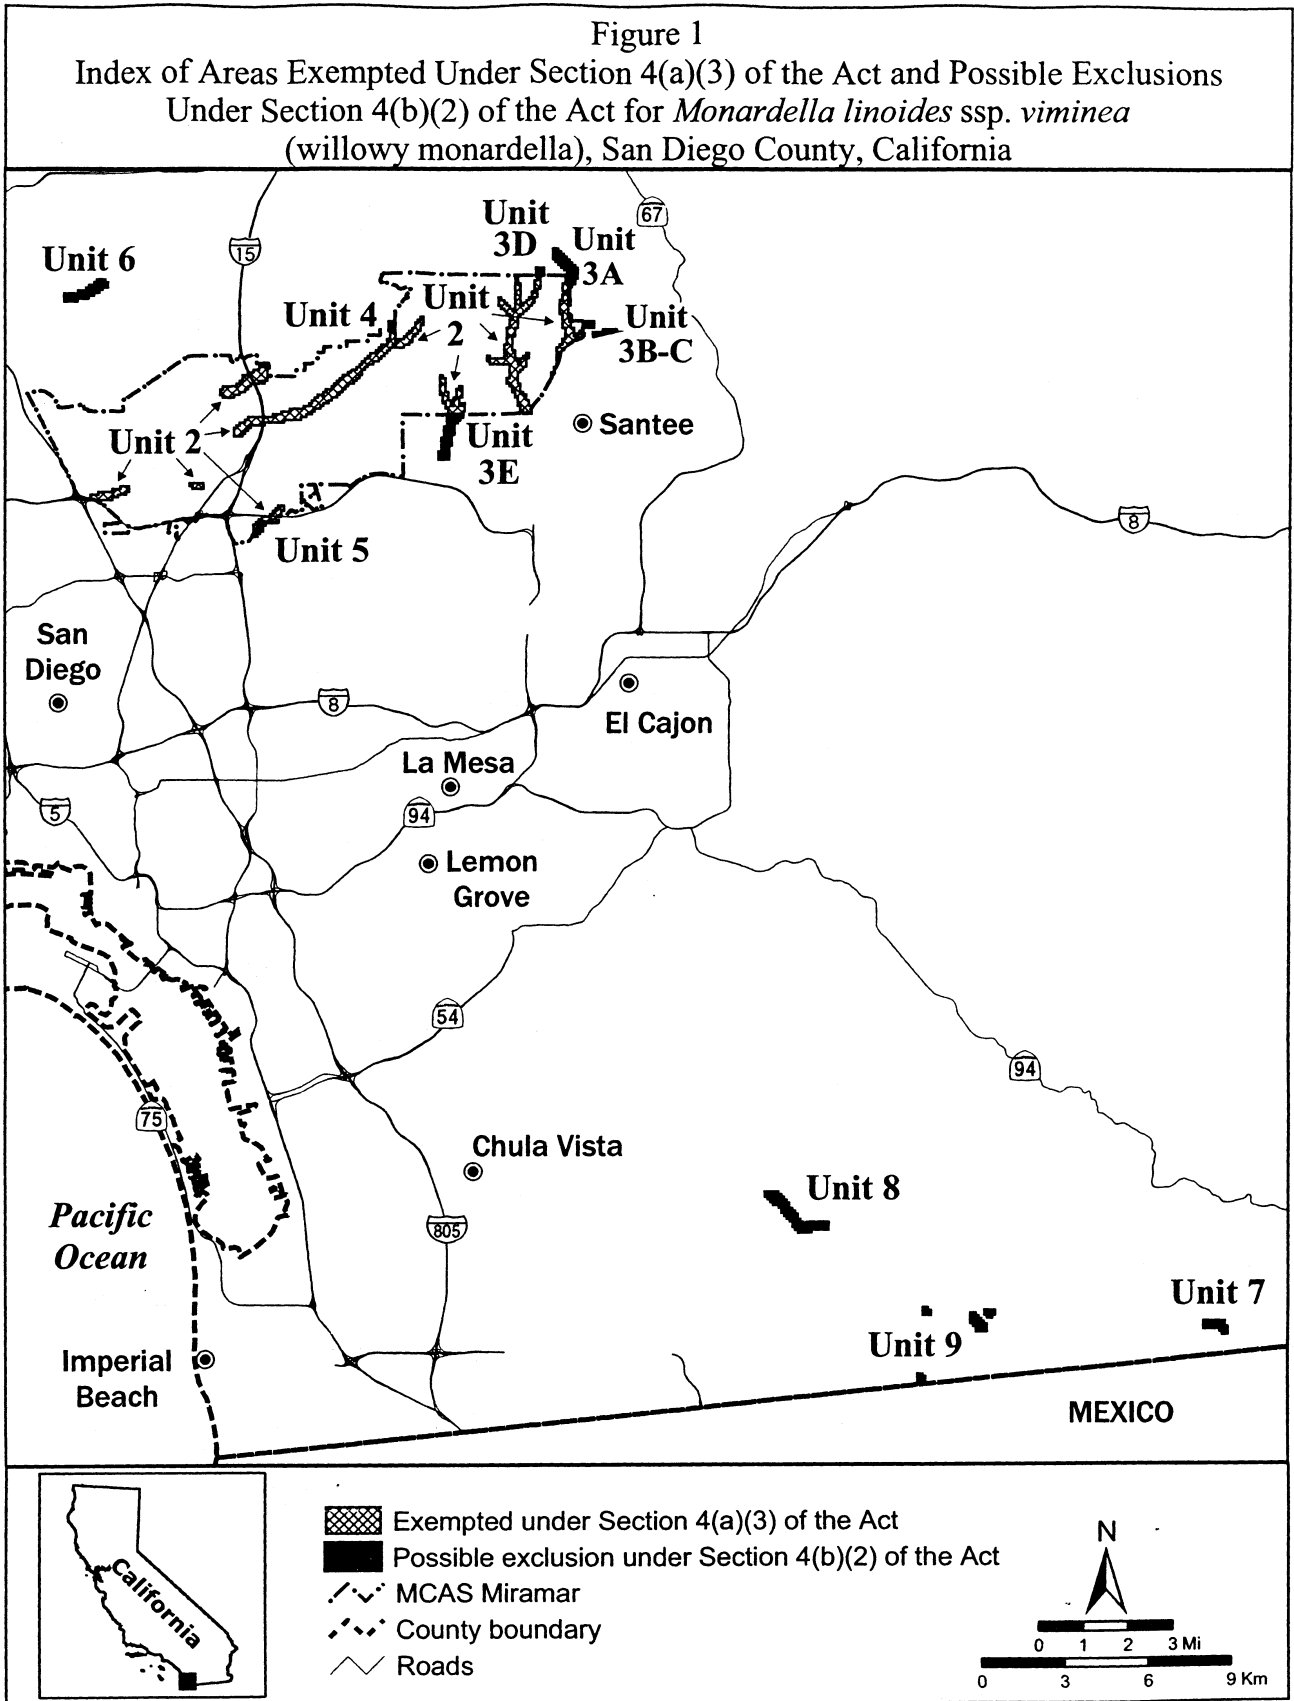 Figure 1
Index of Areas Exempted Under Section 4(a)(3) of the Act and Possible Exclusions
Under Section 4(b)(2) of the Act for Monardella linoides ssp. viminea
(willowy monardella), San Diego County, California
67
Unit
3D
Unit
3A
15
Unit 6
Unit
2
Unit 4
Unit
3B-C
Santee
Unit 2
Unit
3E
8
Unit 5
San
Diego
8
El Cajon
La Mesa
5
94
Lemon
Grove
54
94
75
Chula Vista
Unit 8
Pacific
Ocean
805
Unit 7
Unit 9
Imperial
Beach
MEXICO
California
Exempted under Section 4(a)(3) of the Act
Possible exclusion under Section 4(b)(2) of the Act
MCAS Miramar
County boundary
Roads
N
0 1 2 3 Mi
0 3 6 9 Km